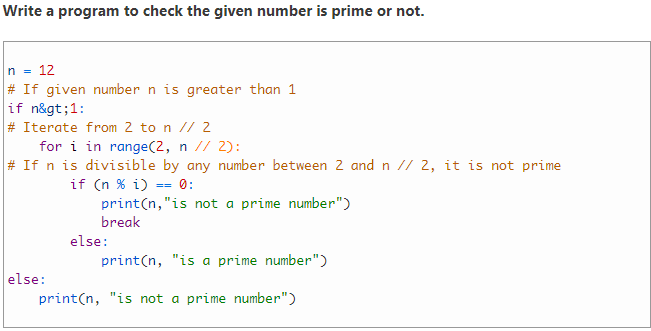 Write a program to check the given number is prime or not.
n = 12
# If given number n is greater than 1
if n&gt;1:
# Iterate from 2 to n // 2
    for i in range(2, n // 2):
# If n is divisible by any number between 2 and n // 2, it is not prime
        if (n % i) == 0:
            print(n,"is not a prime number")
            break
        else:
            print(n, "is a prime number")
else:
    print(n, "is not a prime number")